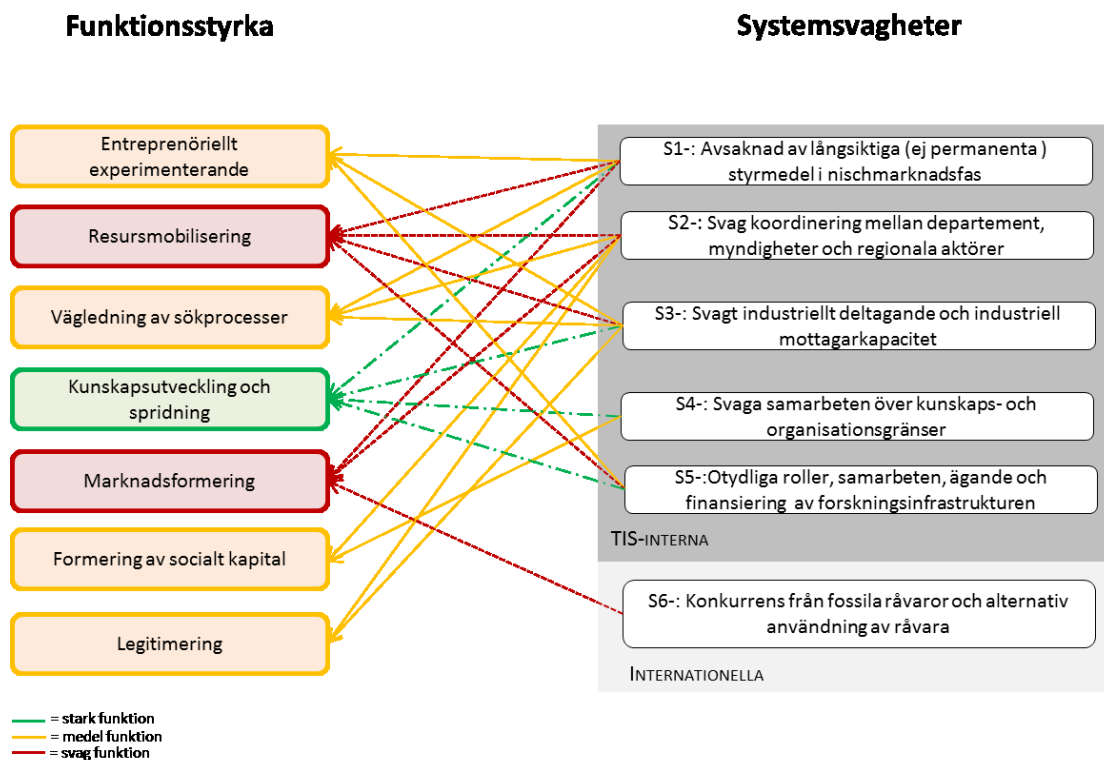 Funktionsstyrka
Systemsvagheter
Entreprenöriellt
experimenterande
Resursmobilisering
Vägledning av sökprocesser
Kunskapsutveckling och
spridning
Marknadsformering
Formering av socialt kapital
Legitimering
S1-: Avsaknad av långsiktiga (ej permanenta )
styrmedel i nischmarknadsfas
S2-: Svag koordinering mellan departement,
myndigheter och regionala aktörer
S3-: Svagt industriellt deltagande och industriell
mottagarkapacitet
S4-: Svaga samarbeten över kunskaps- och
organisationsgränser
S5-:Otydliga roller, samarbeten, ägande och
finansiering av forskningsinfrastrukturen
TIS-INTERNA
S6-: Konkurrens från fossila råvaror och alternativ
användning av råvara
INTERNATIONELLA
= stark funktion
= medel funktion
= svag funktion